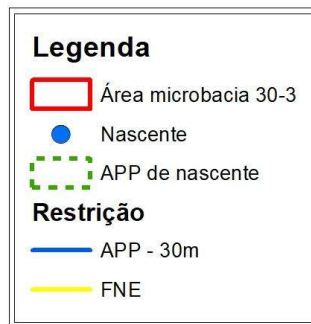 Legenda
Área microbacia 30-3
Nascente
APP de nascente
Restrição
APP - 30m
FNE